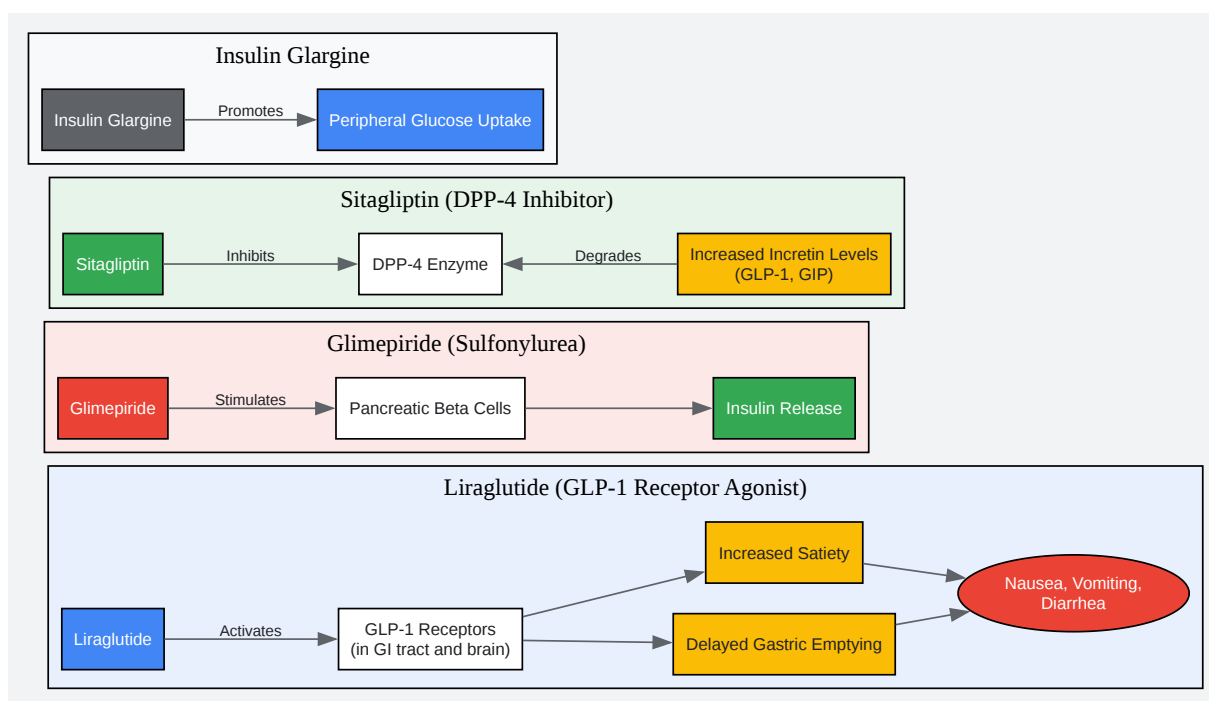 Insulin Glargine
Insulin Glargine
Promotes
Peripheral Glucose Uptake
Sitagliptin (DPP-4 Inhibitor)
Sitagliptin
Inhibits
DPP-4 Enzyme
Degrades
Increased Incretin Levels
(GLP-1, GIP)
Glimepiride (Sulfonylurea)
Glimepiride
Stimulates
Pancreatic Beta Cells
Insulin Release
Liraglutide (GLP-1 Receptor Agonist)
Liraglutide
Activates
GLP-1 Receptors
(in GI tract and brain)
Increased Satiety
Delayed Gastric Emptying
Nausea, Vomiting,
Diarrhea